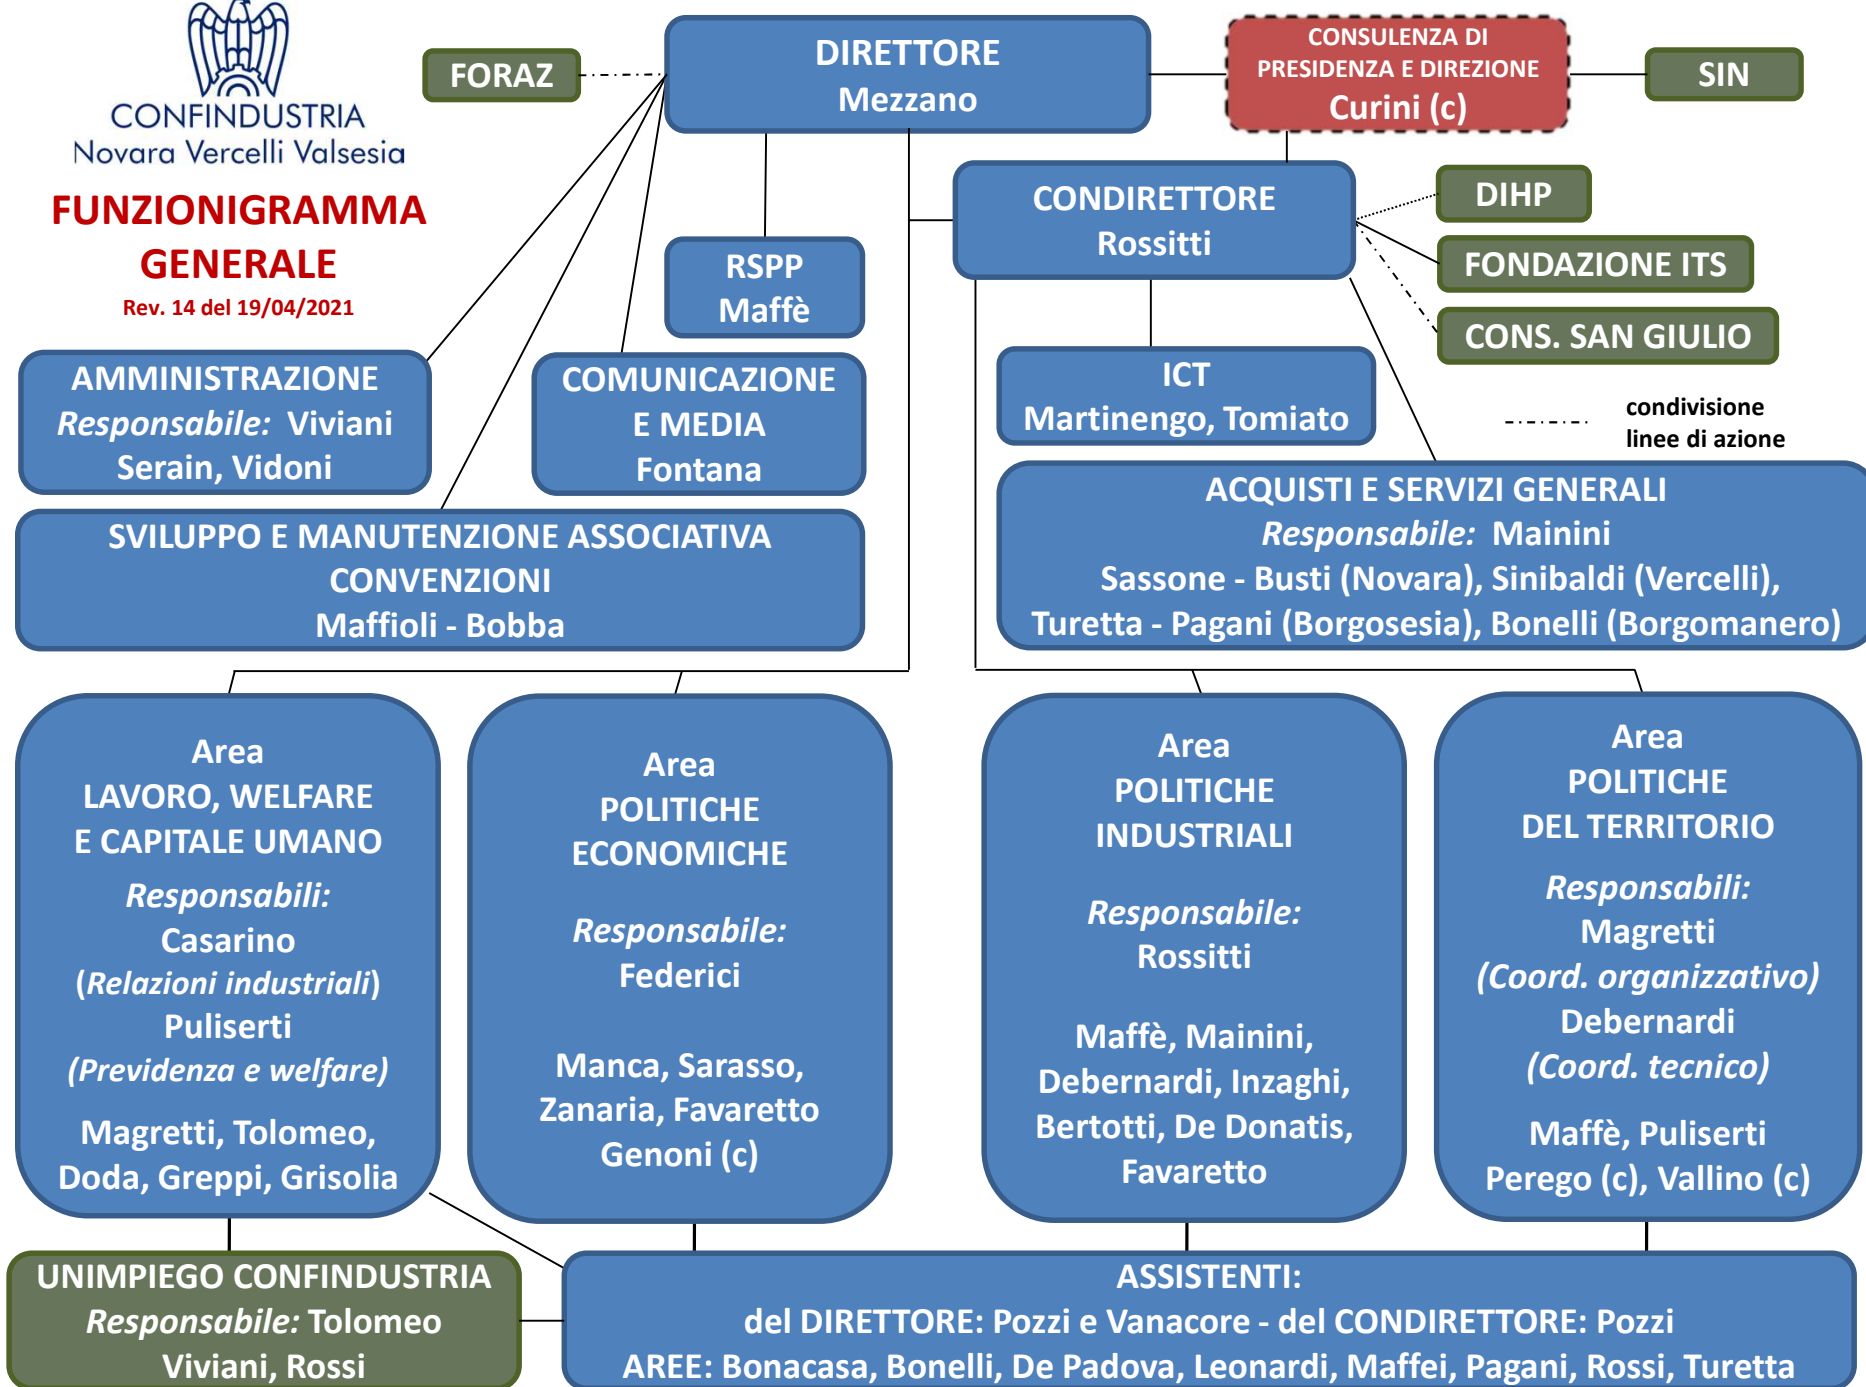 CONFINDUSTRIA
Novara Vercelli Valsesia
FUNZIONIGRAMMA
GENERALE
Rev. 14 del 19/04/2021
FORAZ
DIRETTORE
Mezzano
CONSULENZA DI
PRESIDENZA E DIREZIONE
Curini (c)
SIN
CONDIRETTORE
Rossitti
DIHP
FONDAZIONE ITS
CONS. SAN GIULIO
RSPP
Maffè
AMMINISTRAZIONE
Responsabile: Viviani
Serain, Vidoni
COMUNICAZIONE
E MEDIA
Fontana
ICT
Martinengo, Tomiato
condivisione
linee di azione
SVILUPPO E MANUTENZIONE ASSOCIATIVA
CONVENZIONI
Maffioli - Bobba
ACQUISTI E SERVIZI GENERALI
Responsabile: Mainini
Sassone - Busti (Novara), Sinibaldi (Vercelli),
Turetta - Pagani (Borgosesia), Bonelli (Borgomanero)
Area
LAVORO, WELFARE
E CAPITALE UMANO
Responsabili:
Casarino
(Relazioni industriali)
Puliserti
(Previdenza e welfare)
Magretti, Tolomeo,
Doda, Greppi, Grisolia
Area
POLITICHE
ECONOMICHE
Responsabile:
Federici
Manca, Sarasso,
Zanaria, Favaretto
Genoni (c)
Area
POLITICHE
INDUSTRIALI
Responsabile:
Rossitti
Maffè, Mainini,
Debernardi, Inzaghi,
Bertotti, De Donatis,
Favaretto
Area
POLITICHE
DEL TERRITORIO
Responsabili:
Magretti
(Coord. organizzativo)
Debernardi
(Coord. tecnico)
Maffè, Puliserti
Perego (c), Vallino (c)
UNIMPIEGO CONFINDUSTRIA
Responsabile: Tolomeo
Viviani, Rossi
ASSISTENTI:
del DIRETTORE: Pozzi e Vanacore - del CONDIRETTORE: Pozzi
AREE: Bonacasa, Bonelli, De Padova, Leonardi, Maffei, Pagani, Rossi, Turetta